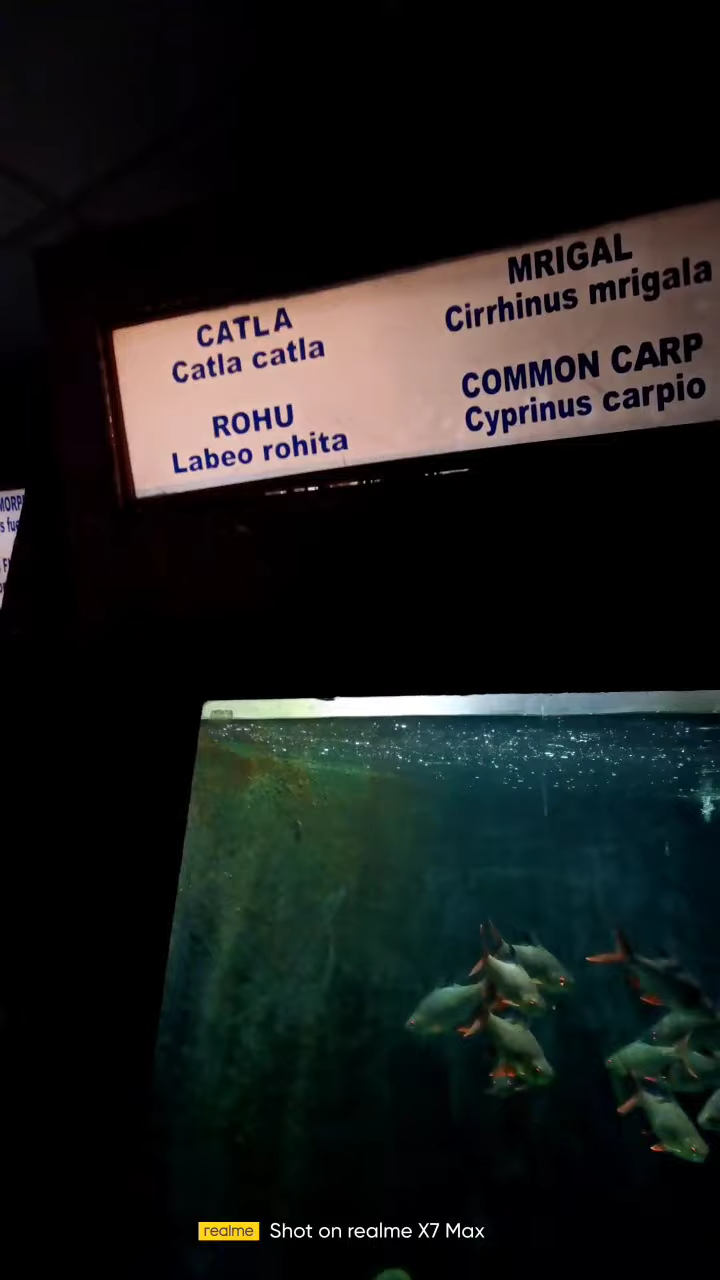 CATLA
Catla catla
ROHU
Labeo rohita
MRIGAL
Cirrhinus mrigala
COMMON CARP
Cyprinus carpio
realme Shot on realme X7 Max